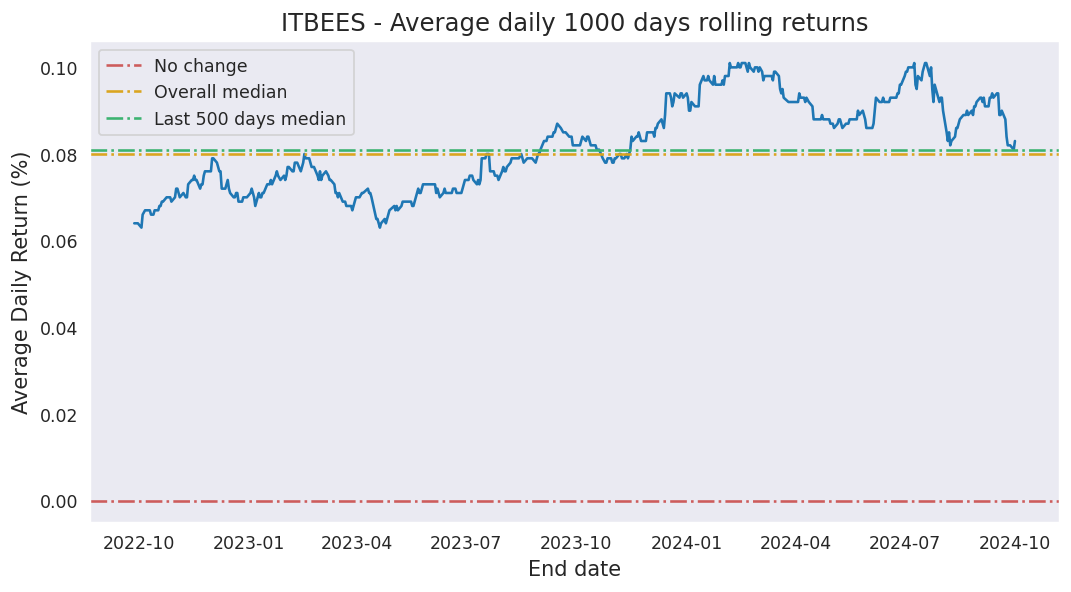 ITBEES - Average daily 1000 days rolling returns
No change
Overall median
Last 500 days median
Average Daily Return (%)
0.10
0.08
0.06
0.04
0.02
0.00
2022-10 2023-01 2023-04 2023-07 2023-10 2024-01 2024-04 2024-07 2024-10
End date